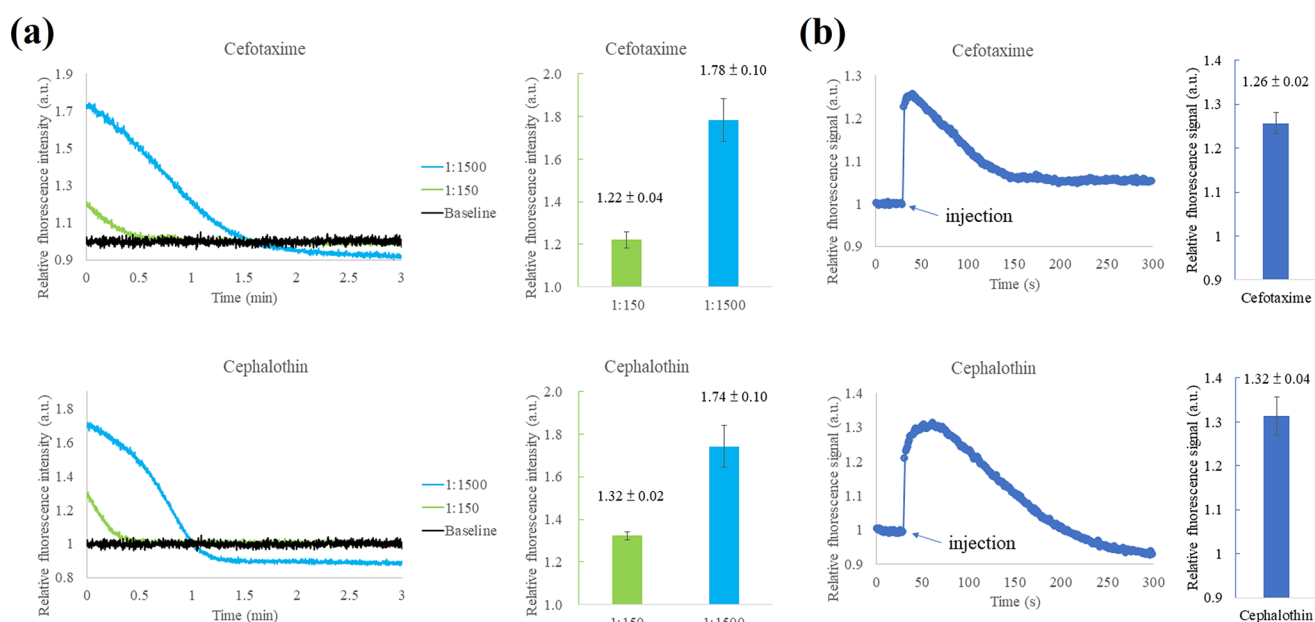 (a)
Cefotaxime
Relative fluorescence intensity (a.u.)
1.9
1.7
1.5
1.3
1.1
0.9
0
0.5
1
1.5
2
2.5
3
Time (min)
1:1500
1:150
Baseline
Cefotaxime
Relative fluorescence intensity (a.u.)
2.0
1.8
1.6
1.4
1.2
1.0
1.22 ± 0.04
1.78 ± 0.10
1:150
1:1500
(b)
Cefotaxime
Relative fluorescence signal (a.u.)
1.3
1.2
1.1
1
0.9
injection
0
50
100
150
200
250
300
Time (s)
Relative fluorescence signal (a.u.)
1.4
1.3
1.2
1.1
1
0.9
1.26 ± 0.02
Cefotaxime
Cephalothin
Relative fluorescence intensity (a.u.)
1.8
1.6
1.4
1.2
1
0.8
0
0.5
1
1.5
2
2.5
3
Time (min)
1:1500
1:150
Baseline
Cephalothin
Relative fluorescence intensity (a.u.)
2.0
1.8
1.6
1.4
1.2
1.0
1.32 ± 0.02
1.74 ± 0.10
1:150
1:1500
Cephalothin
Relative fluorescence signal (a.u.)
1.4
1.3
1.2
1.1
1
0.9
injection
0
50
100
150
200
250
300
Time (s)
Relative fluorescence signal (a.u.)
1.4
1.3
1.2
1.1
1
0.9
1.32 ± 0.04
Cephalothin